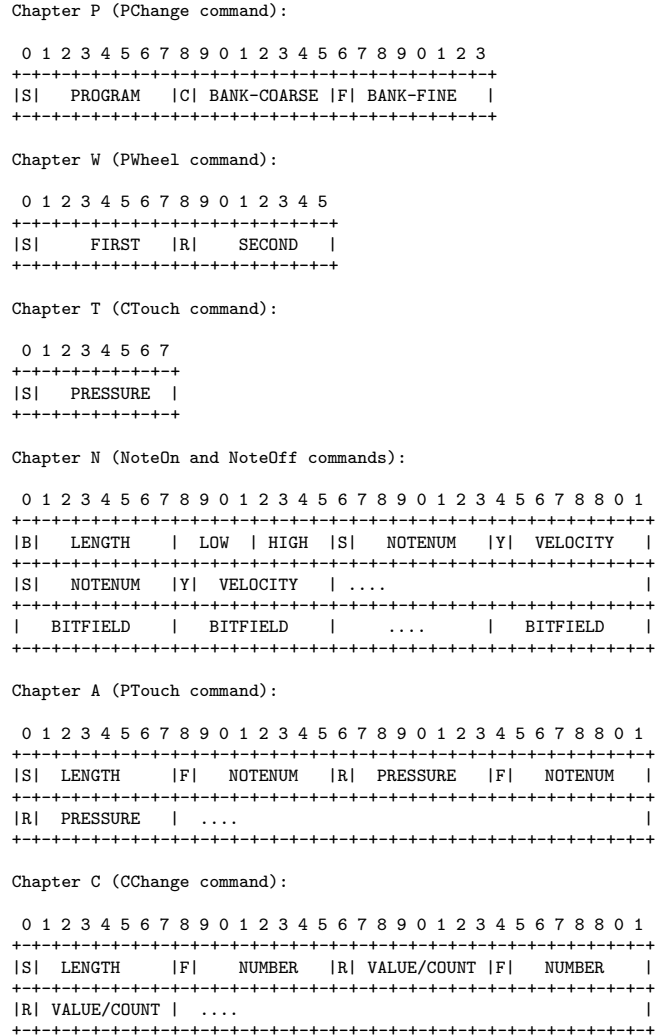 Chapter P (PChange command):
0 1 2 3 4 5 6 7 8 9 0 1 2 3 4 5 6 7 8 9 0 1 2 3
+-+-+-+-+-+-+-+-+-+-+-+-+-+-+-+-+-+-+-+-+-+-+-+-+
|S|   PROGRAM   |C| BANK-COARSE |F| BANK-FINE   |
+-+-+-+-+-+-+-+-+-+-+-+-+-+-+-+-+-+-+-+-+-+-+-+-+
Chapter W (PWheel command):
0 1 2 3 4 5 6 7 8 9 0 1 2 3 4 5
+-+-+-+-+-+-+-+-+-+-+-+-+-+-+-+-+
|S|     FIRST   |R|    SECOND   |
+-+-+-+-+-+-+-+-+-+-+-+-+-+-+-+-+
Chapter T (CTouch command):
0 1 2 3 4 5 6 7
+-+-+-+-+-+-+-+-+
|S|   PRESSURE  |
+-+-+-+-+-+-+-+-+
Chapter N (NoteOn and NoteOff commands):
0 1 2 3 4 5 6 7 8 9 0 1 2 3 4 5 6 7 8 9 0 1 2 3 4 5 6 7 8 8 0 1
+-+-+-+-+-+-+-+-+-+-+-+-+-+-+-+-+-+-+-+-+-+-+-+-+-+-+-+-+-+-+-+-+
|B|   LENGTH    |  LOW  | HIGH  |S|   NOTENUM   |Y|  VELOCITY   |
+-+-+-+-+-+-+-+-+-+-+-+-+-+-+-+-+-+-+-+-+-+-+-+-+-+-+-+-+-+-+-+-+
|S|   NOTENUM   |Y|  VELOCITY   | ....                          |
+-+-+-+-+-+-+-+-+-+-+-+-+-+-+-+-+-+-+-+-+-+-+-+-+-+-+-+-+-+-+-+-+
|   BITFIELD    |   BITFIELD    |     ....      |   BITFIELD    |
+-+-+-+-+-+-+-+-+-+-+-+-+-+-+-+-+-+-+-+-+-+-+-+-+-+-+-+-+-+-+-+-+
Chapter A (PTouch command):
0 1 2 3 4 5 6 7 8 9 0 1 2 3 4 5 6 7 8 9 0 1 2 3 4 5 6 7 8 8 0 1
+-+-+-+-+-+-+-+-+-+-+-+-+-+-+-+-+-+-+-+-+-+-+-+-+-+-+-+-+-+-+-+-+
|S|  LENGTH     |F|   NOTENUM   |R|  PRESSURE   |F|   NOTENUM   |
+-+-+-+-+-+-+-+-+-+-+-+-+-+-+-+-+-+-+-+-+-+-+-+-+-+-+-+-+-+-+-+-+
|R|  PRESSURE   |  ....                                         |
+-+-+-+-+-+-+-+-+-+-+-+-+-+-+-+-+-+-+-+-+-+-+-+-+-+-+-+-+-+-+-+-+
Chapter C (CChange command):
0 1 2 3 4 5 6 7 8 9 0 1 2 3 4 5 6 7 8 9 0 1 2 3 4 5 6 7 8 8 0 1
+-+-+-+-+-+-+-+-+-+-+-+-+-+-+-+-+-+-+-+-+-+-+-+-+-+-+-+-+-+-+-+-+
|S|  LENGTH     |F|    NUMBER   |R| VALUE/COUNT |F|   NUMBER    |
+-+-+-+-+-+-+-+-+-+-+-+-+-+-+-+-+-+-+-+-+-+-+-+-+-+-+-+-+-+-+-+-+
|R| VALUE/COUNT |  ....                                         |
+-+-+-+-+-+-+-+-+-+-+-+-+-+-+-+-+-+-+-+-+-+-+-+-+-+-+-+-+-+-+-+-+